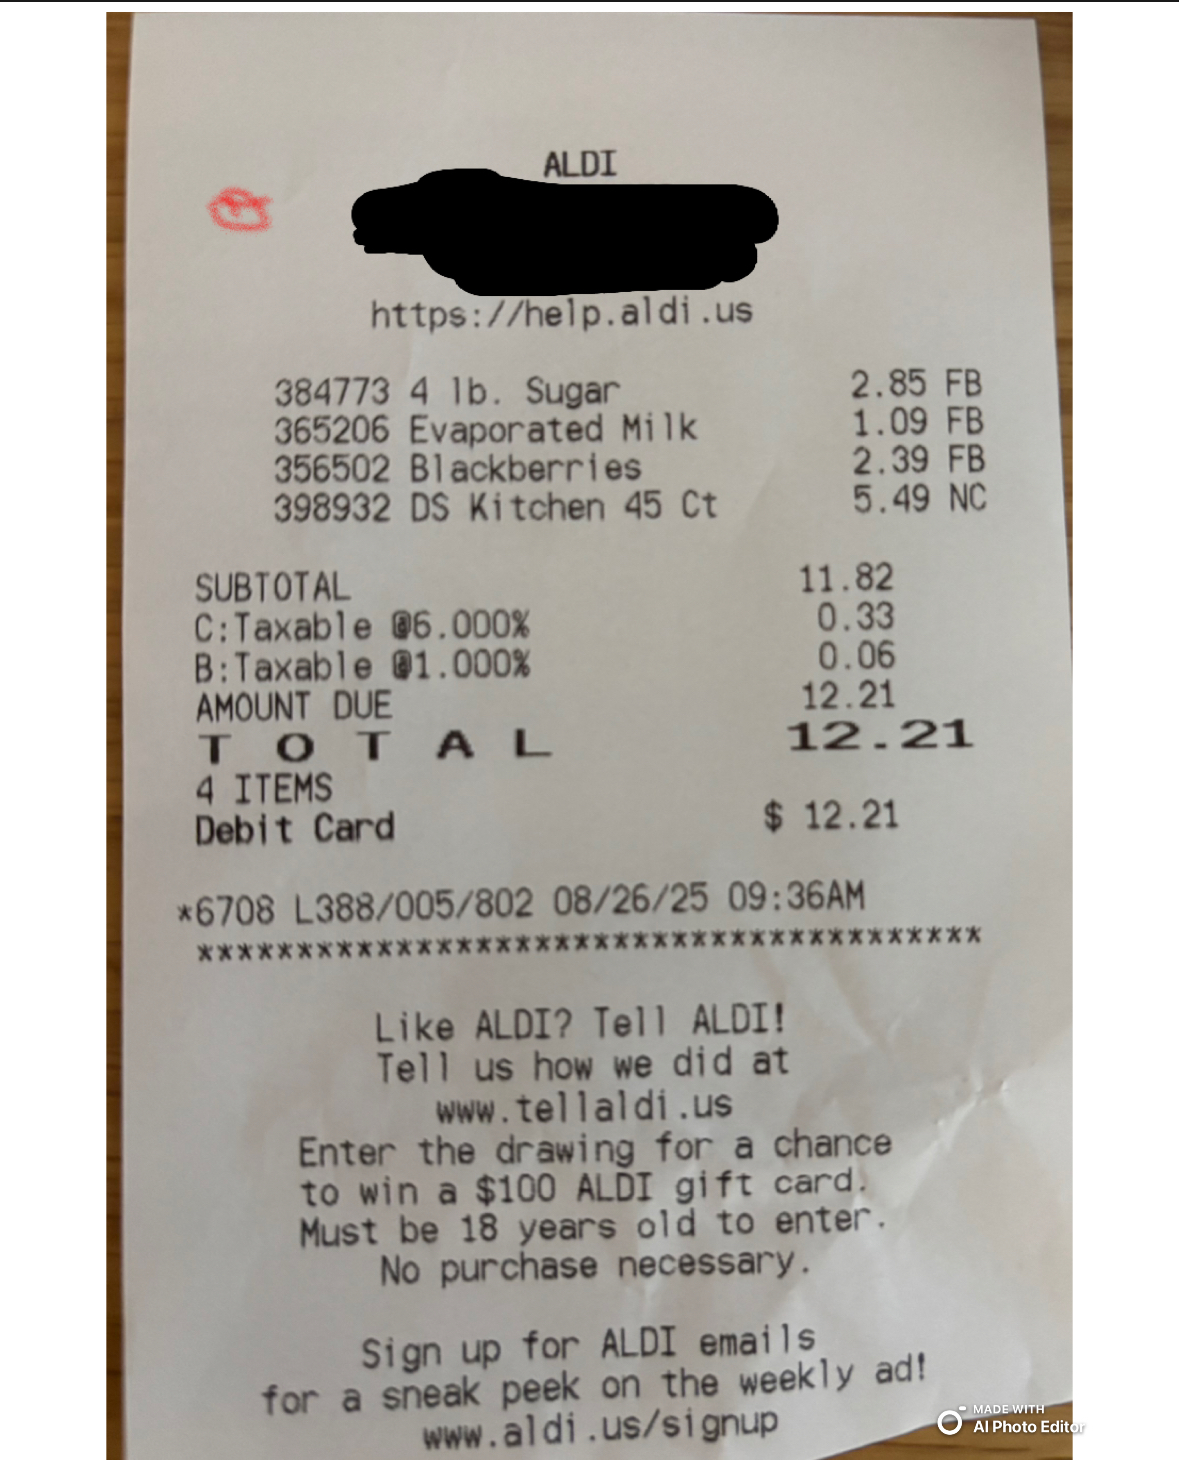 ALDI
https://help.aldi.us
384773 4 lb. Sugar 2.85 FB
365206 Evaporated Milk 1.09 FB
356502 Blackberries 2.39 FB
398932 DS Kitchen 45 Ct 5.49 NC
SUBTOTAL 11.82
C:Taxable @6.000% 0.33
B:Taxable @1.000% 0.06
AMOUNT DUE 12.21
T O T A L 12.21
4 ITEMS
Debit Card $ 12.21
*6708 L388/005/802 08/26/25 09:36AM
****************************************
Like ALDI? Tell ALDI!
Tell us how we did at
www.tellaldi.us
Enter the drawing for a chance
to win a $100 ALDI gift card.
Must be 18 years old to enter.
No purchase necessary.
Sign up for ALDI emails
for a sneak peek on the weekly ad!
www.aldi.us/signup
MADE WITH
AI Photo Editor